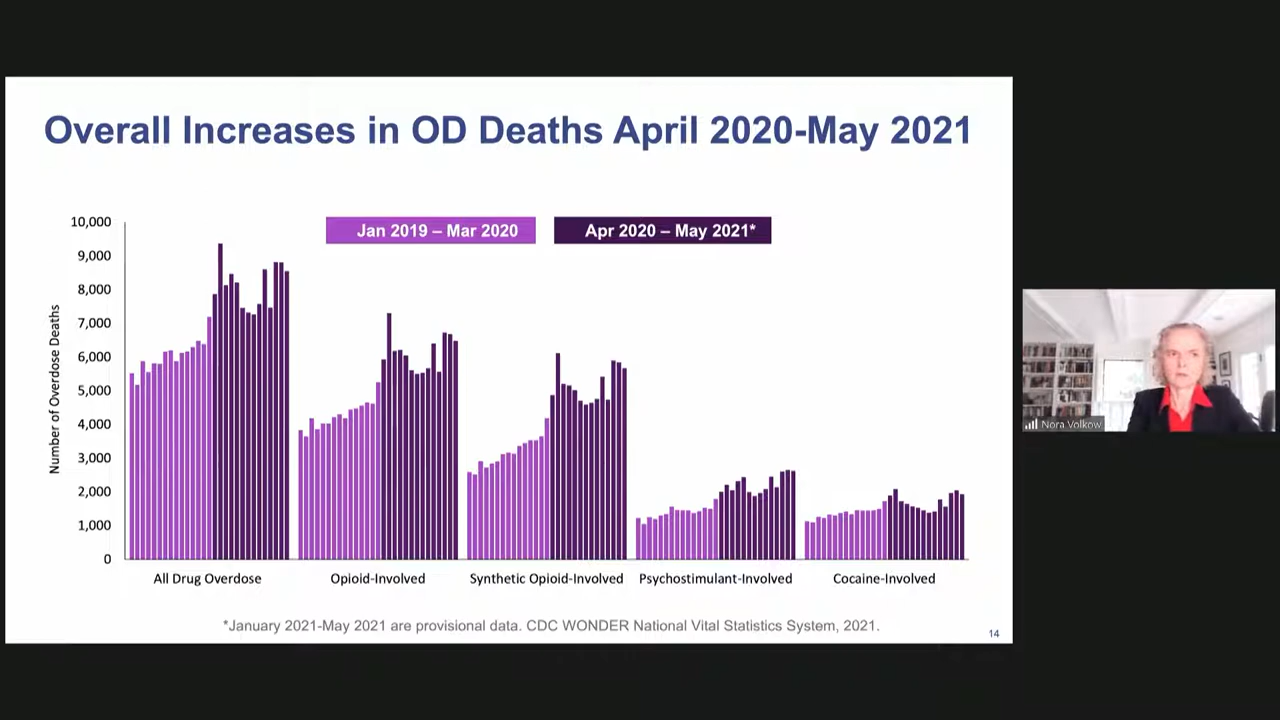 Overall Increases in OD Deaths April 2020-May 2021
Jan 2019 – Mar 2020
Apr 2020 – May 2021*
Number of Overdose Deaths
10,000
9,000
8,000
7,000
6,000
5,000
4,000
3,000
2,000
1,000
0
All Drug Overdose
Opioid-Involved
Synthetic Opioid-Involved
Psychostimulant-Involved
Cocaine-Involved
*January 2021-May 2021 are provisional data. CDC WONDER National Vital Statistics System, 2021.
14
Nora.Volkow